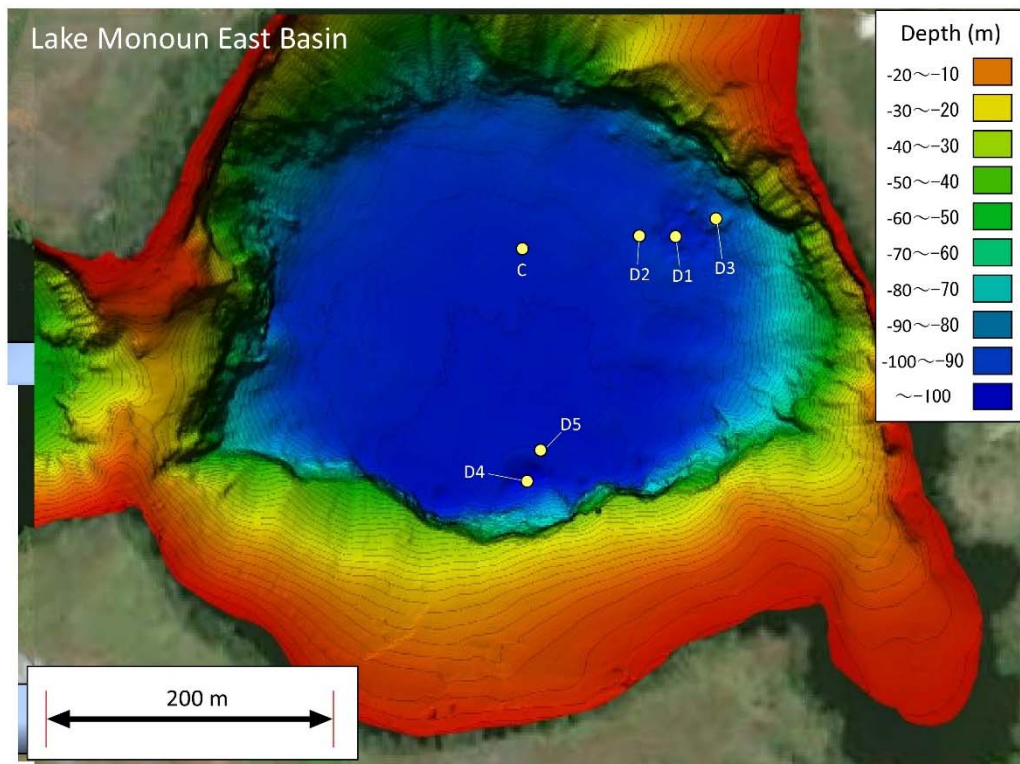 Lake Monoun East Basin
Depth (m)
-20～-10
-30～-20
-40～-30
-50～-40
-60～-50
-70～-60
-80～-70
-90～-80
-100～-90
～-100
D3
D2
D1
C
D5
D4
200 m